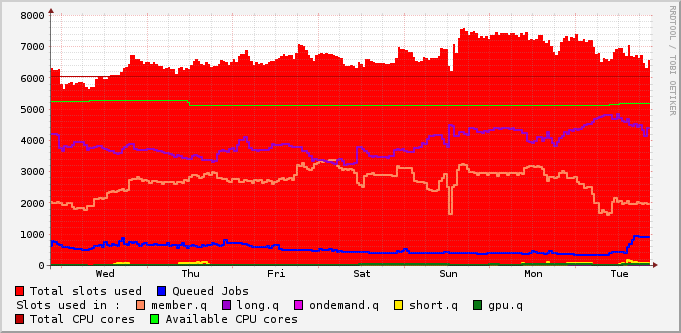 RRDTOOL / TOBI OETIKER
8000
7000
6000
5000
4000
3000
2000
1000
0
Wed Thu Fri Sat Sun Mon Tue
Total slots used Queued Jobs
Slots used in : member.q long.q ondemand.q short.q gpu.q
Total CPU cores Available CPU cores